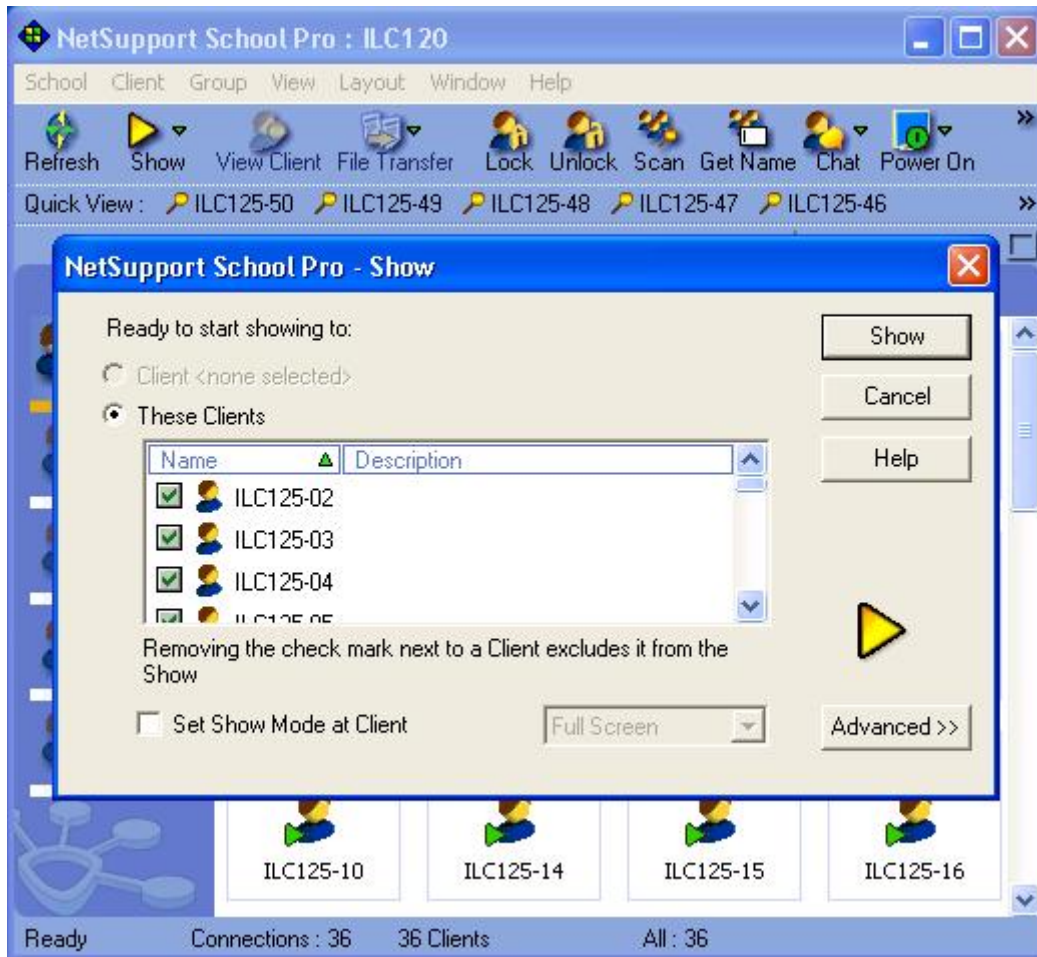 NetSupport School Pro : ILC120
School Client Group View Layout Window Help
Refresh Show View Client File Transfer Lock Unlock Scan Get Name Chat Power On
Quick View : ILC125-50 ILC125-49 ILC125-48 ILC125-47 ILC125-46
NetSupport School Pro - Show
Ready to start showing to:
Show
Client <none selected>
Cancel
These Clients
Name Description
Help
ILC125-02
ILC125-03
ILC125-04
ILC125-05
Removing the check mark next to a Client excludes it from the
Show
Set Show Mode at Client Full Screen Advanced >>
ILC125-10 ILC125-14 ILC125-15 ILC125-16
Ready Connections : 36 36 Clients All : 36